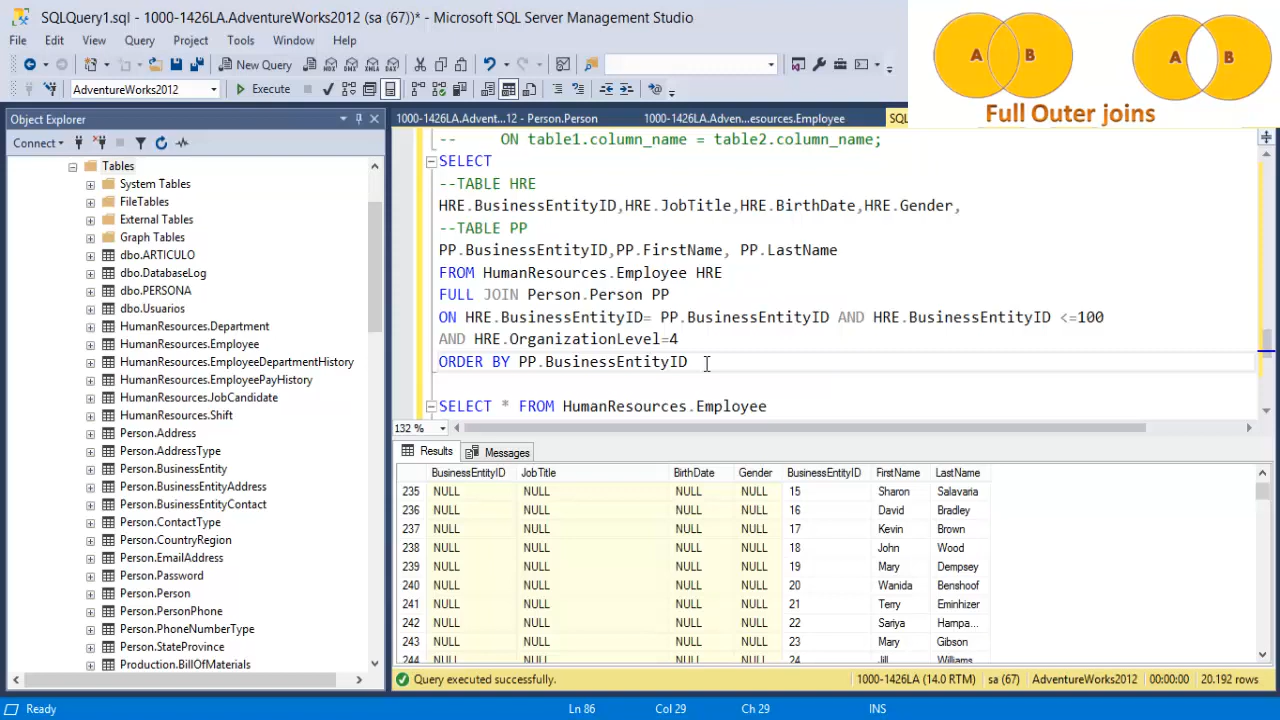 SQLQuery1.sql - 1000-1426LA.AdventureWorks2012 (sa (67))* - Microsoft SQL Server Management Studio
File Edit View Query Project Tools Window Help
New Query
AdventureWorks2012 Execute
A B A B
Full Outer joins
Object Explorer
Connect
Tables
System Tables
FileTables
External Tables
Graph Tables
dbo.ARTICULO
dbo.DatabaseLog
dbo.PERSONA
dbo.Usuarios
HumanResources.Department
HumanResources.Employee
HumanResources.EmployeeDepartmentHistory
HumanResources.EmployeePayHistory
HumanResources.JobCandidate
HumanResources.Shift
Person.Address
Person.AddressType
Person.BusinessEntity
Person.BusinessEntityAddress
Person.BusinessEntityContact
Person.ContactType
Person.CountryRegion
Person.EmailAddress
Person.Password
Person.Person
Person.PersonPhone
Person.PhoneNumberType
Person.StateProvince
Production.BillOfMaterials
1000-1426LA.Advent...12 - Person.Person 1000-1426LA.Adven...esources.Employee SQL
-- ON table1.column_name = table2.column_name;
SELECT
--TABLE HRE
HRE.BusinessEntityID,HRE.JobTitle,HRE.BirthDate,HRE.Gender,
--TABLE PP
PP.BusinessEntityID,PP.FirstName, PP.LastName
FROM HumanResources.Employee HRE
FULL JOIN Person.Person PP
ON HRE.BusinessEntityID= PP.BusinessEntityID AND HRE.BusinessEntityID <=100
AND HRE.OrganizationLevel=4
ORDER BY PP.BusinessEntityID
SELECT * FROM HumanResources.Employee
132 %
Results Messages
BusinessEntityID JobTitle BirthDate Gender BusinessEntityID FirstName LastName
235 NULL NULL NULL NULL 15 Sharon Salavaria
236 NULL NULL NULL NULL 16 David Bradley
237 NULL NULL NULL NULL 17 Kevin Brown
238 NULL NULL NULL NULL 18 John Wood
239 NULL NULL NULL NULL 19 Mary Dempsey
240 NULL NULL NULL NULL 20 Wanida Benshoof
241 NULL NULL NULL NULL 21 Terry Eminhizer
242 NULL NULL NULL NULL 22 Sariya Hampa...
243 NULL NULL NULL NULL 23 Mary Gibson
244 NULL NULL NULL NULL 24 Jill Williams
Query executed successfully. 1000-1426LA (14.0 RTM) sa (67) AdventureWorks2012 00:00:00 20.192 rows
Ready Ln 86 Col 29 Ch 29 INS